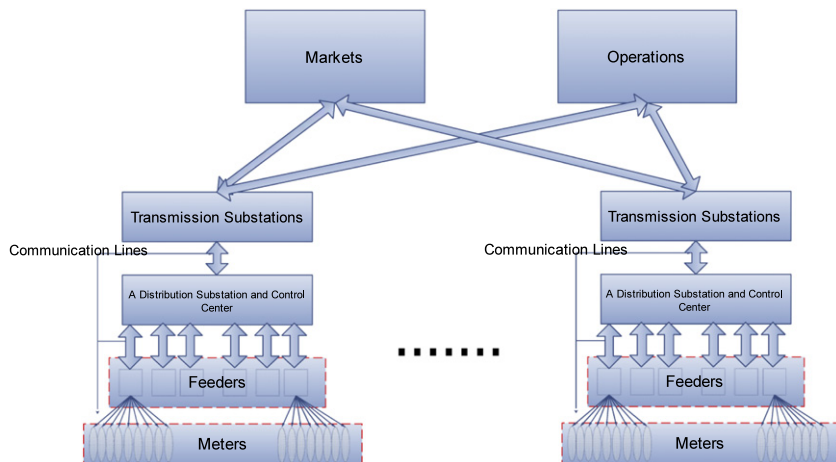 Markets
Operations
Transmission Substations
Transmission Substations
Communication Lines
Communication Lines
A Distribution Substation and Control
Center
A Distribution Substation and Control
Center
Feeders
Feeders
Meters
Meters